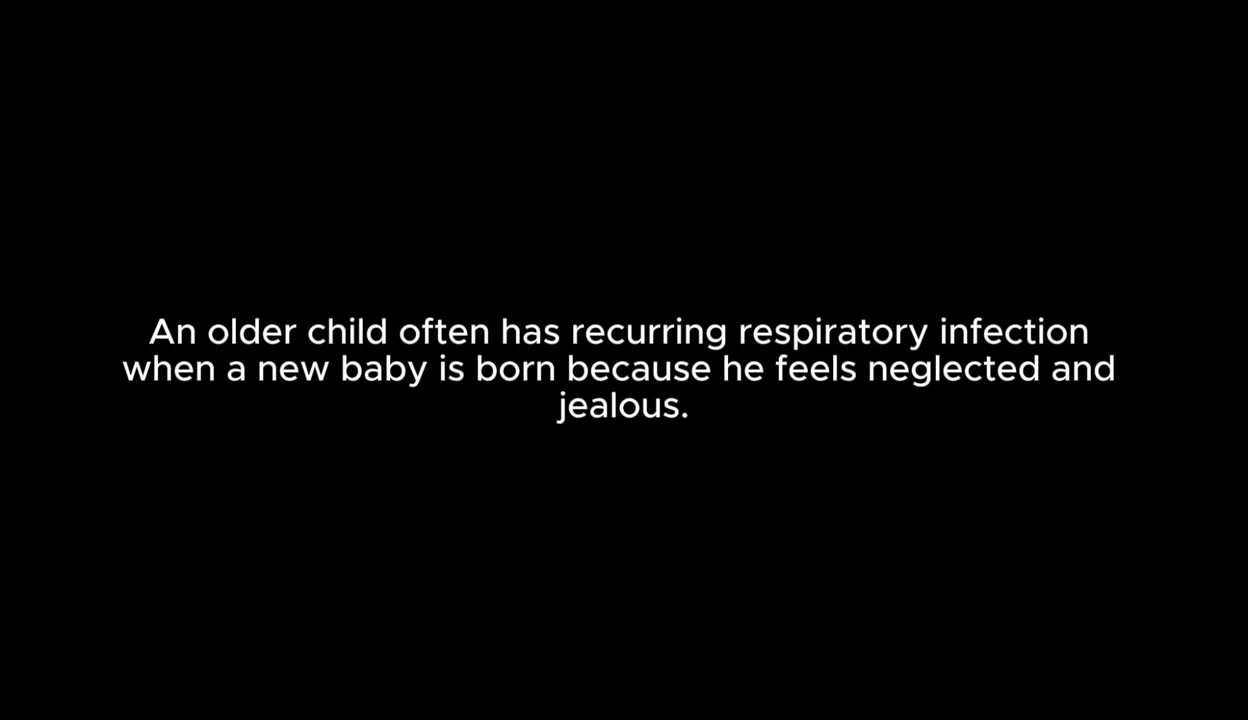 An older child often has recurring respiratory infection
when a new baby is born because he feels neglected and
jealous.